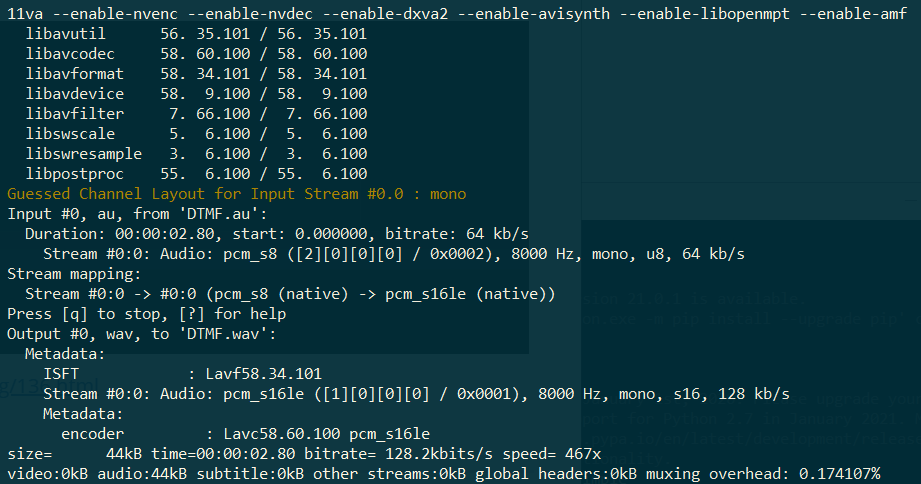 11va --enable-nvenc --enable-nvdec --enable-dxva2 --enable-avisynth --enable-libopenmpt --enable-amf
libavutil      56. 35.101 / 56. 35.101
libavcodec     58. 60.100 / 58. 60.100
libavformat    58. 34.101 / 58. 34.101
libavdevice    58.  9.100 / 58.  9.100
libavfilter     7. 66.100 /  7. 66.100
libswscale      5.  6.100 /  5.  6.100
libswresample   3.  6.100 /  3.  6.100
libpostproc    55.  6.100 / 55.  6.100
Guessed Channel Layout for Input Stream #0.0 : mono
Input #0, au, from 'DTMF.au':
Duration: 00:00:02.80, start: 0.000000, bitrate: 64 kb/s
Stream #0:0: Audio: pcm_s8 ([2][0][0][0] / 0x0002), 8000 Hz, mono, u8, 64 kb/s
Stream mapping:
Stream #0:0 -> #0:0 (pcm_s8 (native) -> pcm_s16le (native))
Press [q] to stop, [?] for help
Output #0, wav, to 'DTMF.wav':
Metadata:
ISFT            : Lavf58.34.101
Stream #0:0: Audio: pcm_s16le ([1][0][0][0] / 0x0001), 8000 Hz, mono, s16, 128 kb/s
Metadata:
encoder         : Lavc58.60.100 pcm_s16le
size=      44kB time=00:00:02.80 bitrate= 128.2kbits/s speed= 467x
video:0kB audio:44kB subtitle:0kB other streams:0kB global headers:0kB muxing overhead: 0.174107%